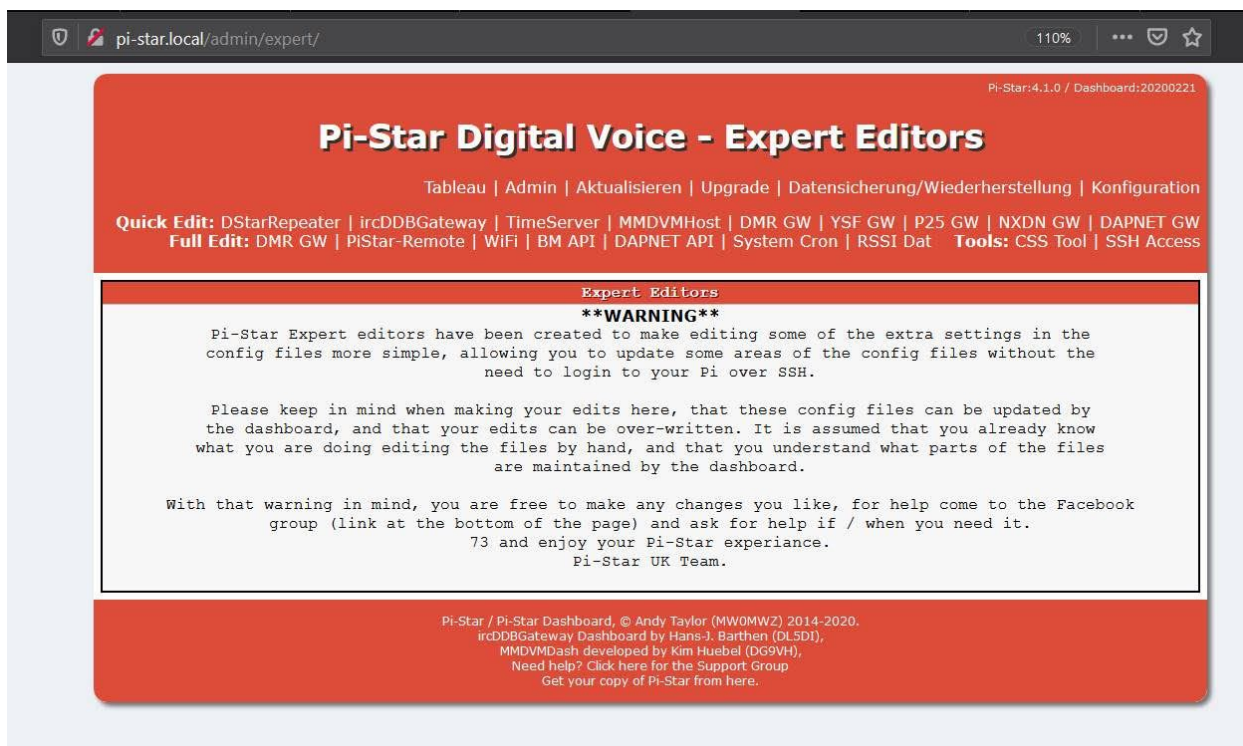 pi-star.local/admin/expert/
110%
Pi-Star:4.1.0 / Dashboard:20200221
Pi-Star Digital Voice - Expert Editors
Tableau | Admin | Aktualisieren | Upgrade | Datensicherung/Wiederherstellung | Konfiguration
Quick Edit: DStarRepeater | ircDDBGateway | TimeServer | MMDVMHost | DMR GW | YSF GW | P25 GW | NXDN GW | DAPNET GW
Full Edit: DMR GW | PiStar-Remote | WiFi | BM API | DAPNET API | System Cron | RSSI Dat Tools: CSS Tool | SSH Access
Expert Editors
**WARNING**
Pi-Star Expert editors have been created to make editing some of the extra settings in the
config files more simple, allowing you to update some areas of the config files without the
need to login to your Pi over SSH.
Please keep in mind when making your edits here, that these config files can be updated by
the dashboard, and that your edits can be over-written. It is assumed that you already know
what you are doing editing the files by hand, and that you understand what parts of the files
are maintained by the dashboard.
With that warning in mind, you are free to make any changes you like, for help come to the Facebook
group (link at the bottom of the page) and ask for help if / when you need it.
73 and enjoy your Pi-Star experiance.
Pi-Star UK Team.
Pi-Star / Pi-Star Dashboard, © Andy Taylor (MW0MWZ) 2014-2020.
ircDDBGateway Dashboard by Hans-J. Barthen (DL5DI),
MMDVMDash developed by Kim Huebel (DG9VH),
Need help? Click here for the Support Group
Get your copy of Pi-Star from here.